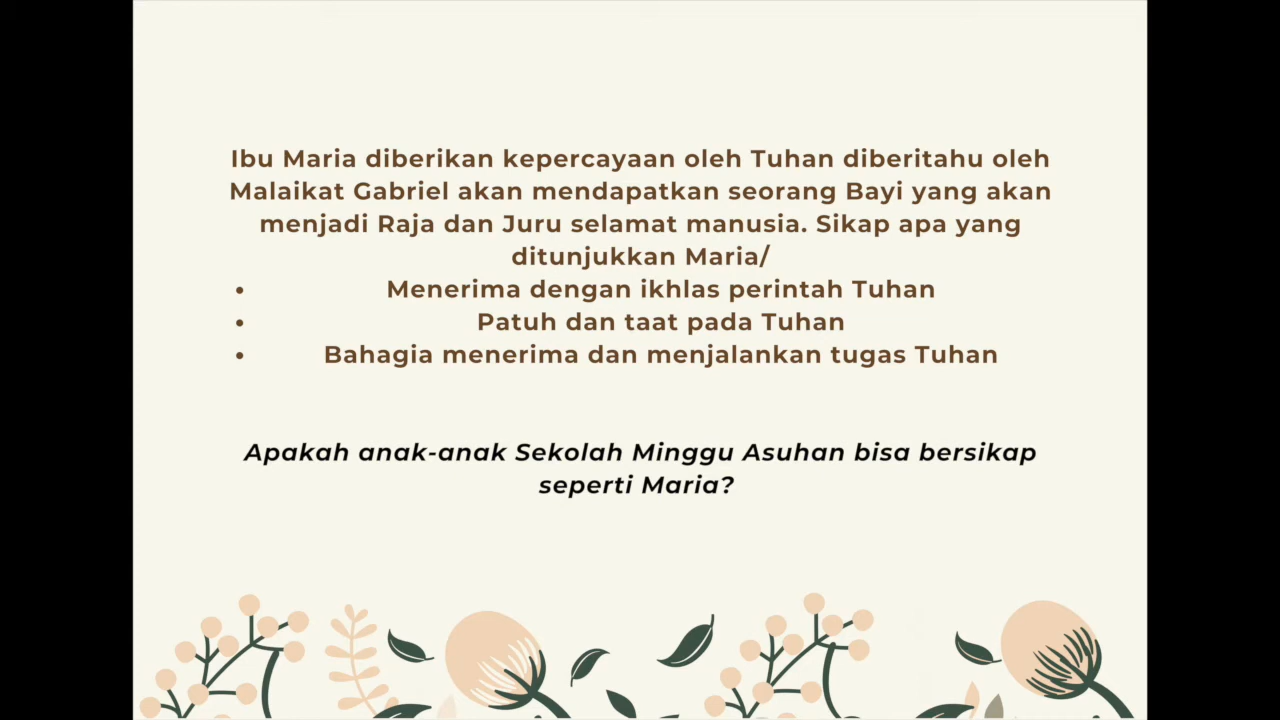 Ibu Maria diberikan kepercayaan oleh Tuhan diberitahu oleh
Malaikat Gabriel akan mendapatkan seorang Bayi yang akan
menjadi Raja dan Juru selamat manusia. Sikap apa yang
ditunjukkan Maria/
• Menerima dengan ikhlas perintah Tuhan
• Patuh dan taat pada Tuhan
• Bahagia menerima dan menjalankan tugas Tuhan
Apakah anak-anak Sekolah Minggu Asuhan bisa bersikap
seperti Maria?